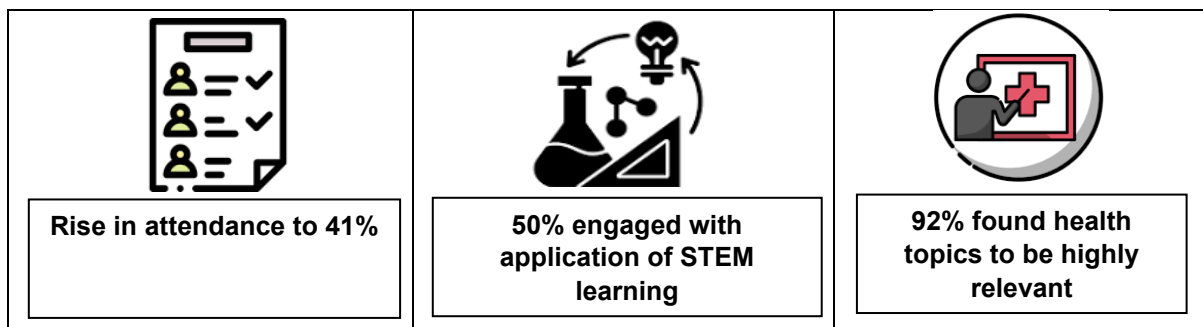 Rise in attendance to 41%
50% engaged with
application of STEM
learning
92% found health
topics to be highly
relevant